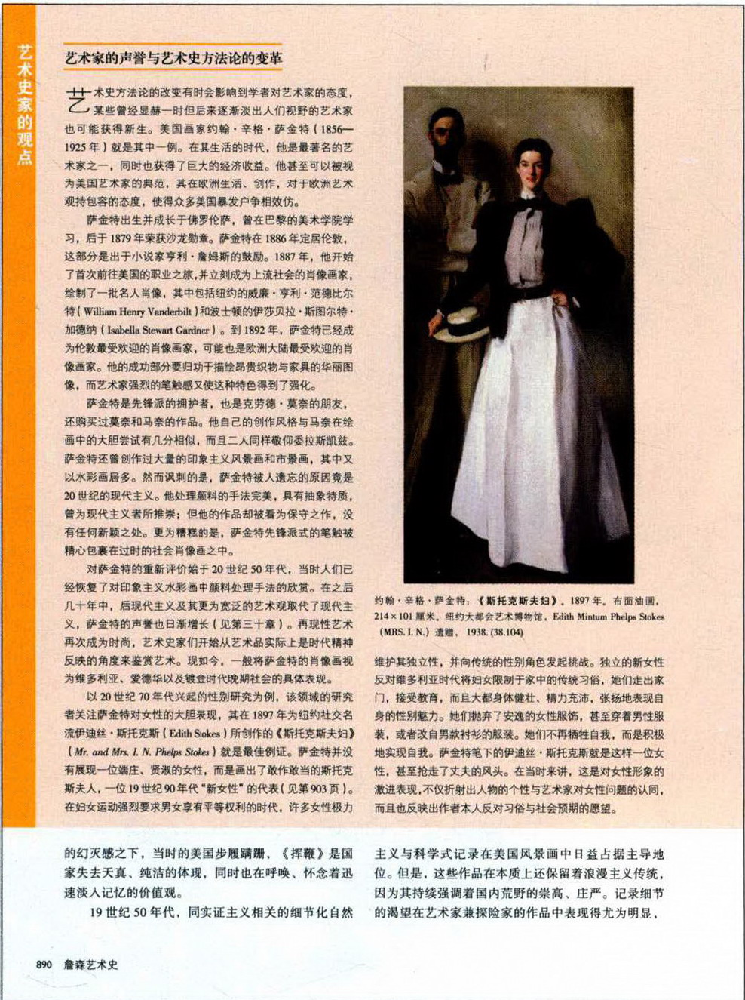 艺术史家的观点
艺术家的声誉与艺术史方法论的变革
艺术史方法论的改变有时会影响到学者对艺术家的态度，
某些曾经显赫一时但后来逐渐淡出人们视野的艺术家
也可能获得新生。美国画家约翰·辛格·萨金特（1856—
1925 年）就是其中一例。在其生活的时代，他是最著名的艺
术家之一，同时也获得了巨大的经济收益。他甚至可以被视
为美国艺术家的典范，其在欧洲生活、创作，对于欧洲艺术
观持包容的态度，使得众多美国暴发户争相效仿。
萨金特出生并成长于佛罗伦萨，曾在巴黎的美术学院学
习，后于 1879 年荣获沙龙勋章。萨金特在 1886 年定居伦敦，
这部分是出于小说家亨利·詹姆斯的鼓励。1887 年，他开始
了首次前往美国的职业之旅，并立刻成为上流社会的肖像画家，
绘制了一批名人肖像，其中包括纽约的威廉·亨利·范德比尔
特（William Henry Vanderbilt）和波士顿的伊莎贝拉·斯图尔特·
加德纳（Isabella Stewart Gardner）。到 1892 年，萨金特已经成
为伦敦最受欢迎的肖像画家，可能也是欧洲大陆最受欢迎的肖
像画家。他的成功部分要归功于描绘昂贵织物与家具的华丽图
像，而艺术家强烈的笔触感又使这种特色得到了强化。
萨金特是先锋派的拥护者，也是克劳德·莫奈的朋友，
还购买过莫奈和马奈的作品。他自己的创作风格与马奈在绘
画中的大胆尝试有几分相似，而且二人同样敬仰委拉斯凯兹。
萨金特还曾创作过大量的印象主义风景画和市景画，其中又
以水彩画居多。然而讽刺的是，萨金特被人遗忘的原因竟是
20 世纪的现代主义。他处理颜料的手法完美，具有抽象特质，
曾为现代主义者所推崇；但他的作品却被看为保守之作，没
有任何新颖之处。更为糟糕的是，萨金特先锋派式的笔触被
精心包裹在过时的社会肖像画之中。
对萨金特的重新评价始于 20 世纪 50 年代，当时人们已
经恢复了对印象主义水彩画中颜料处理手法的欣赏。在之后
几十年中，后现代主义及其更为宽泛的艺术观取代了现代主
义，萨金特的声誉也日渐增长（见第三十章）。再现性艺术
再次成为时尚，艺术史家们开始从艺术品实际上是时代精神
反映的角度来鉴赏艺术。现如今，一般将萨金特的肖像画视
为维多利亚、爱德华以及镀金时代晚期社会的具体表现。
以 20 世纪 70 年代兴起的性别研究为例，该领域的研究
者关注萨金特对女性的大胆表现，其在 1897 年为纽约社交名
流伊迪丝·斯托克斯（Edith Stokes）所创作的《斯托克斯夫妇》
（Mr. and Mrs. I. N. Phelps Stokes）就是最佳例证。萨金特并没
有展现一位端庄、贤淑的女性，而是画出了敢作敢当的斯托克
斯夫人，一位 19 世纪 90 年代“新女性”的代表（见第 903 页）。
在妇女运动强烈要求男女享有平等权利的时代，许多女性极力
约翰·辛格·萨金特：《斯托克斯夫妇》。1897 年。布面油画，
214×101 厘米。纽约大都会艺术博物馆，Edith Mintum Phelps Stokes
（MRS. I. N.）遗赠，1938. (38.104)
维护其独立性，并向传统的性别角色发起挑战。独立的新女性
反对维多利亚时代将妇女限制于家中的传统习俗，她们走出家
门，接受教育，而且大都身体健壮、精力充沛，张扬地表现自
身的性别魅力。她们抛弃了安逸的女性服饰，甚至穿着男性服
装，或者改自男款衬衫的服装。她们不再牺牲自我，而是积极
地实现自我。萨金特笔下的伊迪丝·斯托克斯就是这样一位女
性，甚至抢走了丈夫的风头。在当时来讲，这是对女性形象的
激进表现，不仅折射出人物的个性与艺术家对女性问题的认同，
而且也反映出作者本人反对习俗与社会预期的愿望。
的幻灭感之下，当时的美国步履蹒跚，《挥鞭》是国
家失去天真、纯洁的体现，同时也在呼唤、怀念着迅
速淡入记忆的价值观。
19 世纪 50 年代，同实证主义相关的细节化自然
主义与科学式记录在美国风景画中日益占据主导地
位。但是，这些作品在本质上还保留着浪漫主义传统，
因为其持续强调着国内荒野的崇高、庄严。记录细节
的渴望在艺术家兼探险家的作品中表现得尤为明显，
890 詹森艺术史